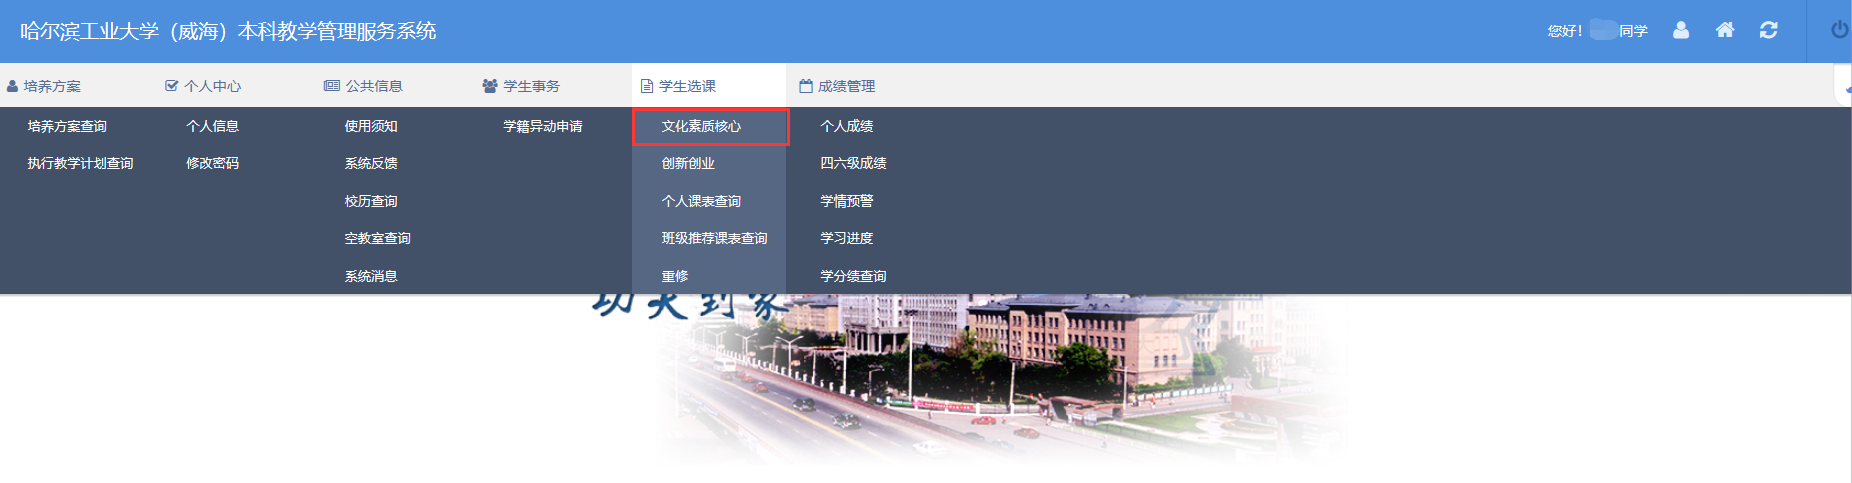 哈尔滨工业大学（威海）本科教学管理服务系统
您好！ 同学
培养方案 个人中心 公共信息 学生事务 学生选课 成绩管理
培养方案查询 个人信息 使用须知 学籍异动申请 文化素质核心 个人成绩
执行教学计划查询 修改密码 系统反馈 创新创业 四六级成绩
校历查询 个人课表查询 学情预警
空教室查询 班级推荐课表查询 学习进度
系统消息 重修 学分绩查询
功夫到家